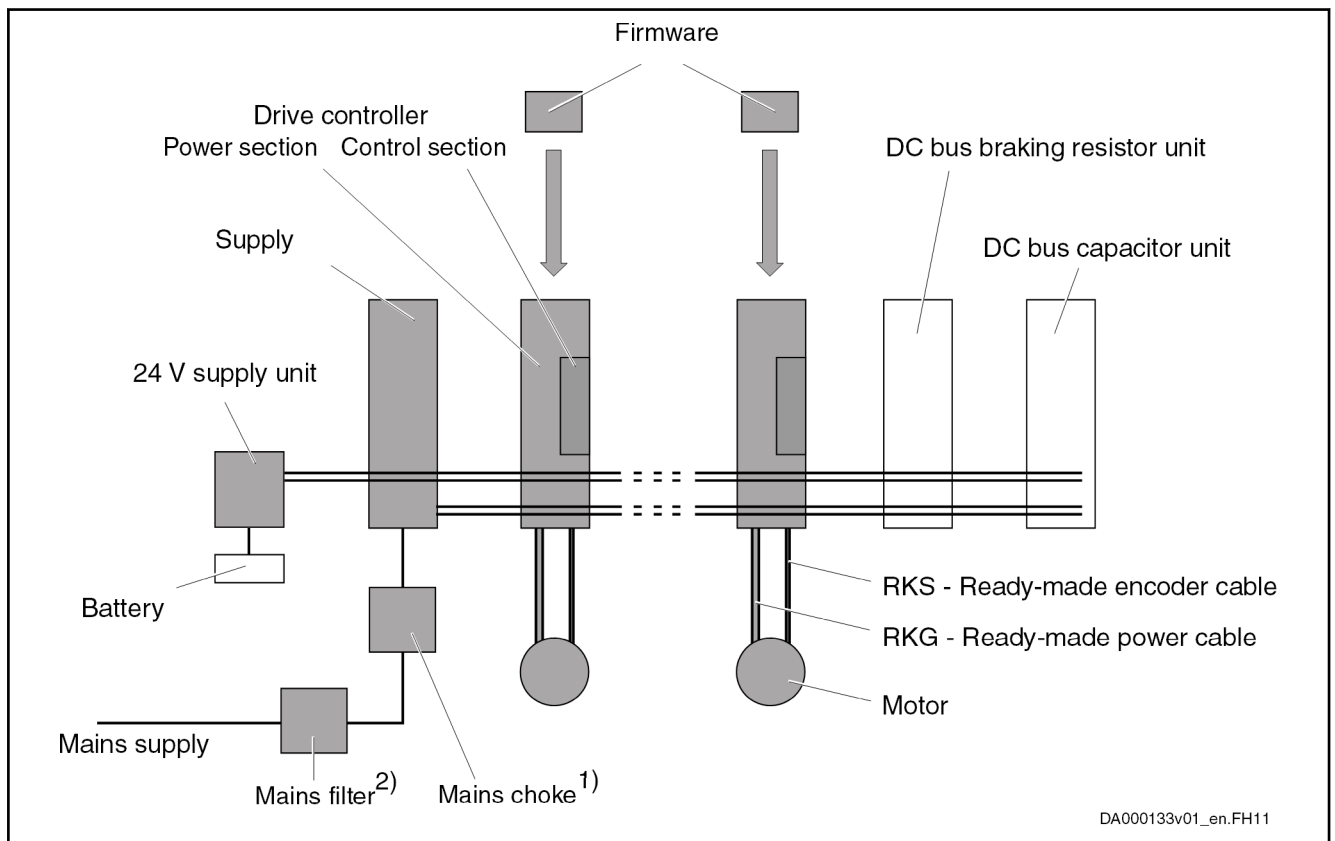 Firmware
Drive controller
Power section Control section
DC bus braking resistor unit
Supply
DC bus capacitor unit
24 V supply unit
RKS - Ready-made encoder cable
Battery
RKG - Ready-made power cable
Motor
Mains supply
Mains filter2)
Mains choke1)
DA000133v01_en.FH11